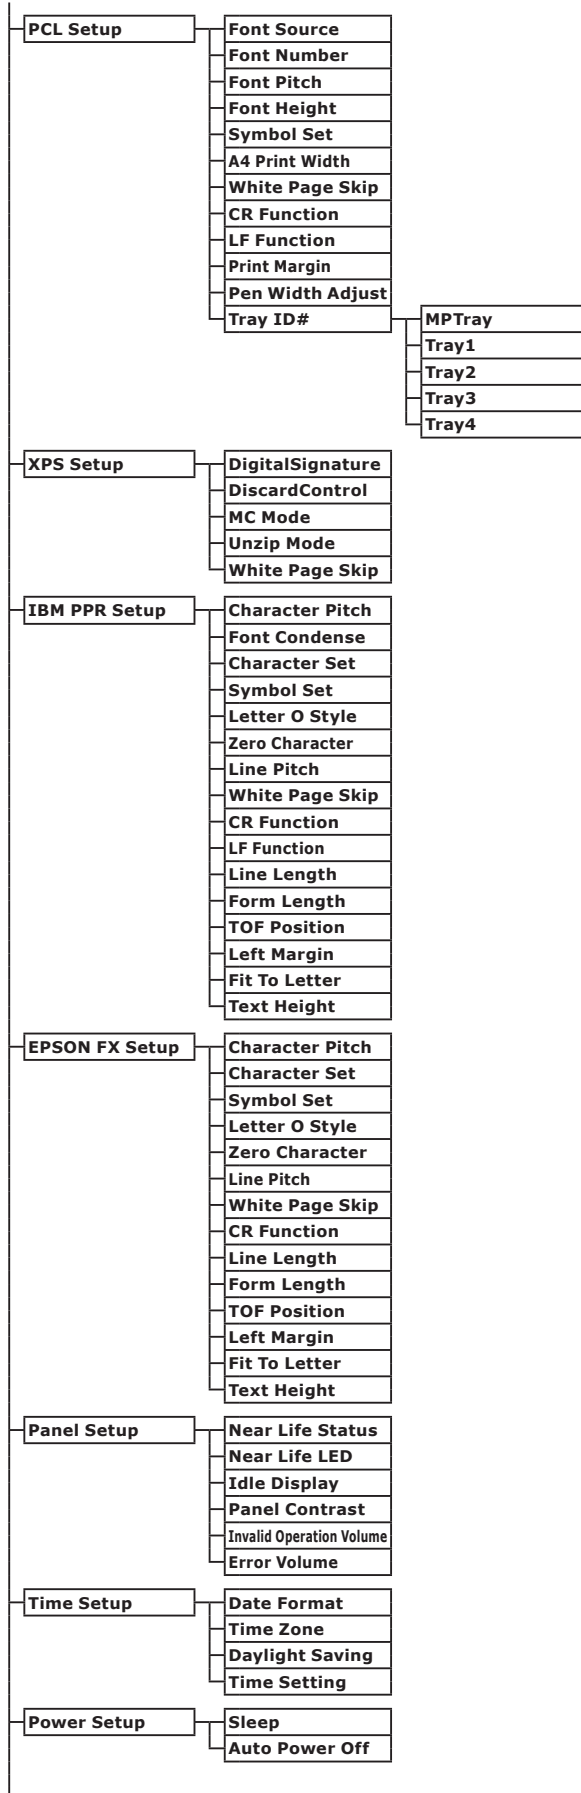 PCL Setup
Font Source
Font Number
Font Pitch
Font Height
Symbol Set
A4 Print Width
White Page Skip
CR Function
LF Function
Print Margin
Pen Width Adjust
Tray ID#
MPTray
Tray1
Tray2
Tray3
Tray4
XPS Setup
DigitalSignature
DiscardControl
MC Mode
Unzip Mode
White Page Skip
IBM PPR Setup
Character Pitch
Font Condense
Character Set
Symbol Set
Letter O Style
Zero Character
Line Pitch
White Page Skip
CR Function
LF Function
Line Length
Form Length
TOF Position
Left Margin
Fit To Letter
Text Height
EPSON FX Setup
Character Pitch
Character Set
Symbol Set
Letter O Style
Zero Character
Line Pitch
White Page Skip
CR Function
Line Length
Form Length
TOF Position
Left Margin
Fit To Letter
Text Height
Panel Setup
Near Life Status
Near Life LED
Idle Display
Panel Contrast
Invalid Operation Volume
Error Volume
Time Setup
Date Format
Time Zone
Daylight Saving
Time Setting
Power Setup
Sleep
Auto Power Off